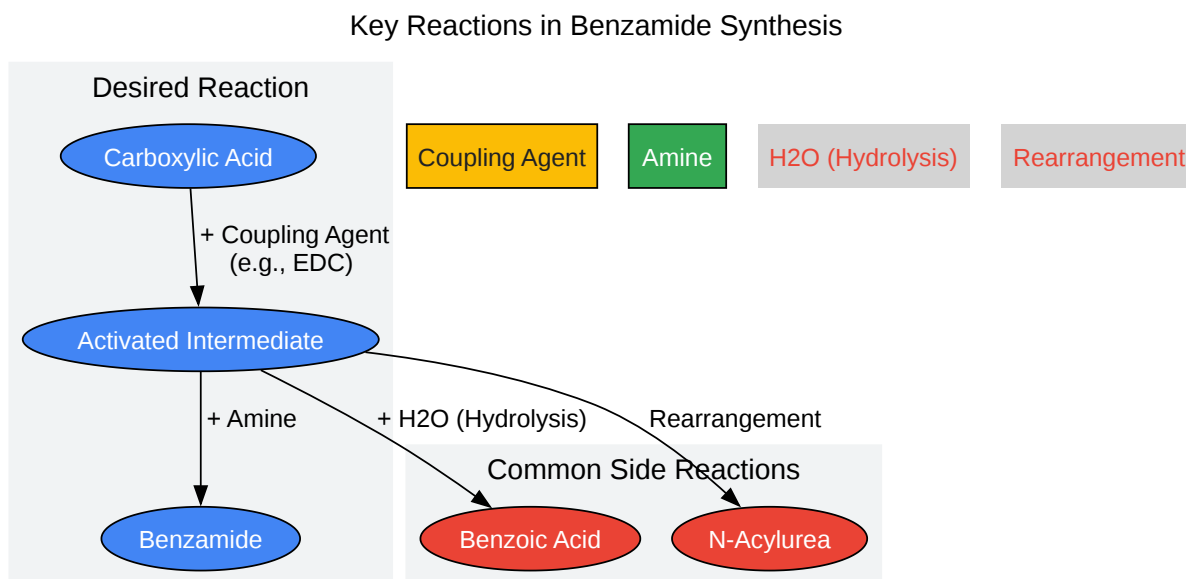 Key Reactions in Benzamide Synthesis
Desired Reaction
Carboxylic Acid
Coupling Agent
Amine
H2O (Hydrolysis)
Rearrangement
+ Coupling Agent
(e.g., EDC)
Activated Intermediate
+ Amine
+ H2O (Hydrolysis)
Rearrangement
Common Side Reactions
Benzamide
Benzoic Acid
N-Acylurea